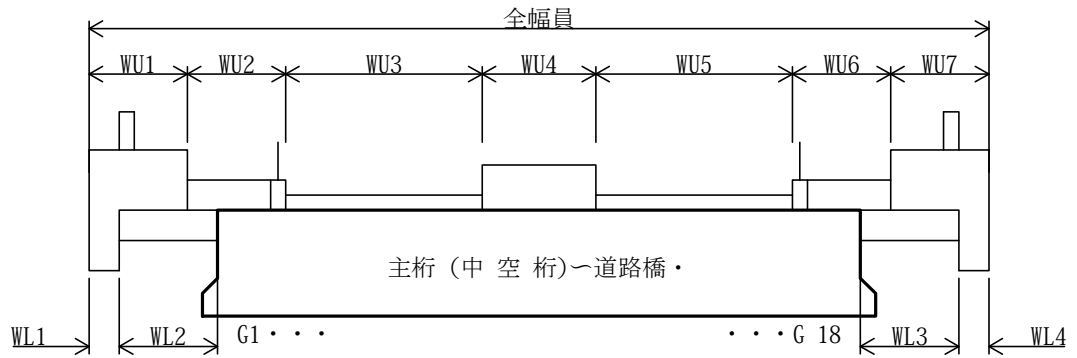 全幅員
WU1 WU2 WU3 WU4 WU5 WU6 WU7
主桁 (中 空 桁)〜道路橋・
WL1 WL2 G1・・・ ・・・G 18 WL3 WL4